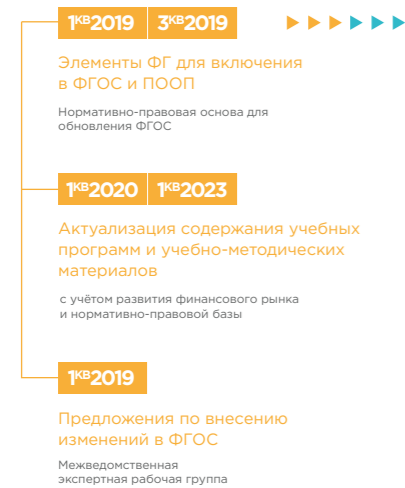 1КВ2019 3КВ2019
Элементы ФГ для включения
в ФГОС и ПООП
Нормативно-правовая основа для
обновления ФГОС
1КВ2020 1КВ2023
Актуализация содержания учебных
программ и учебно-методических
материалов
с учётом развития финансового рынка
и нормативно-правовой базы
1КВ2019
Предложения по внесению
изменений в ФГОС
Межведомственная
экспертная рабочая группа